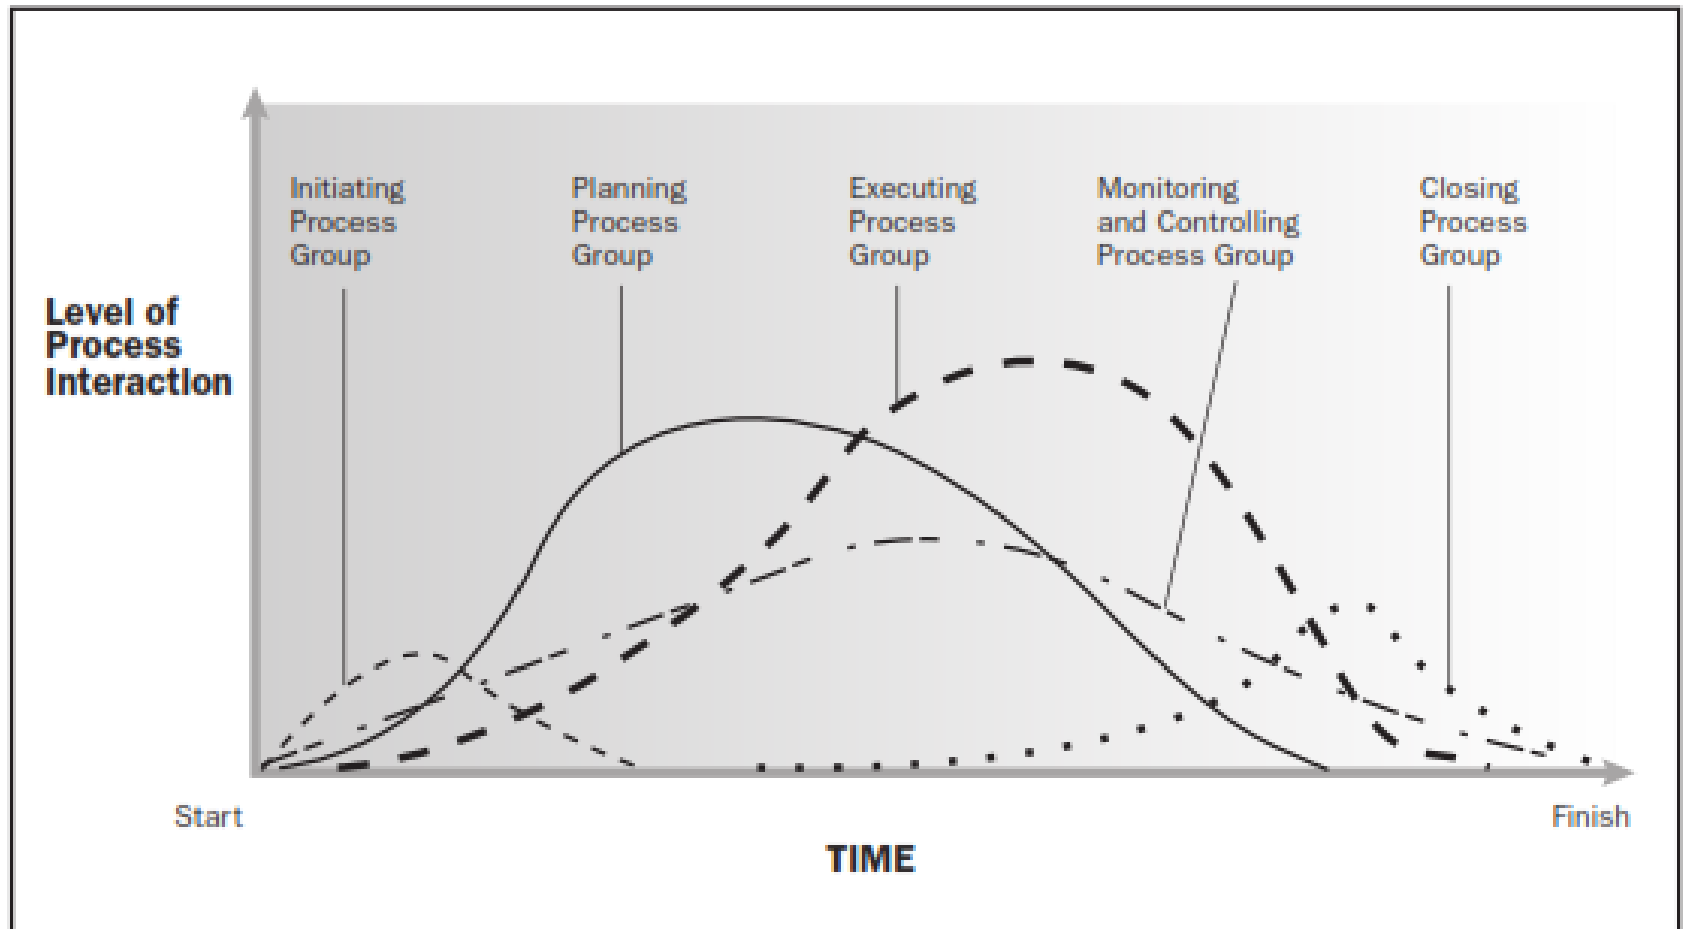 Initiating
Process
Group
Planning
Process
Group
Executing
Process
Group
Monitoring
and Controlling
Process Group
Closing
Process
Group
Level of
Process
Interaction
Start
Finish
TIME